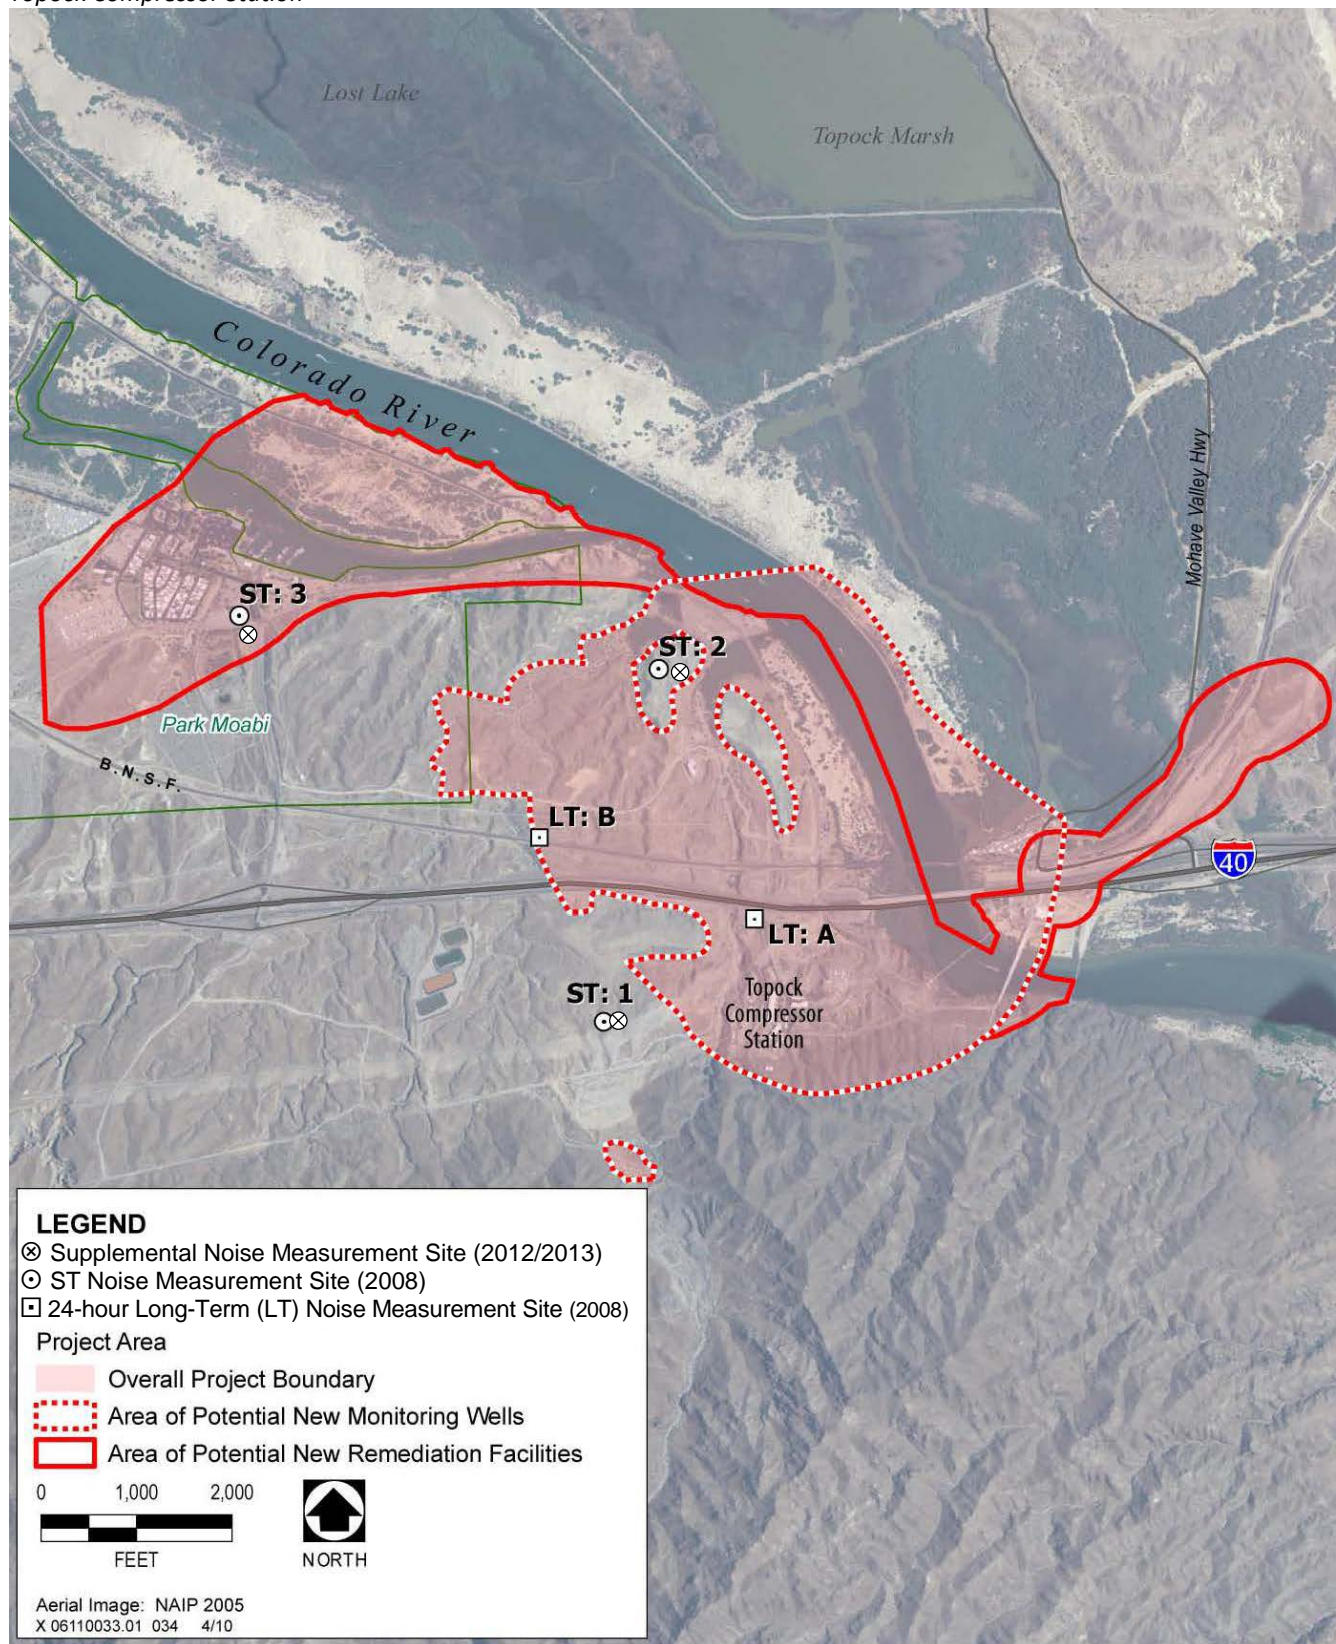 Topock Compressor Station
Lost Lake
Topock Marsh
Colorado River
Mohave Valley Hwy
ST: 3
ST: 2
Park Moabi
B.N.S.F.
LT: B
40
LT: A
ST: 1
Topock
Compressor
Station
LEGEND
Supplemental Noise Measurement Site (2012/2013)
ST Noise Measurement Site (2008)
24-hour Long-Term (LT) Noise Measurement Site (2008)
Project Area
Overall Project Boundary
Area of Potential New Monitoring Wells
Area of Potential New Remediation Facilities
0 1,000 2,000
FEET
NORTH
Aerial Image: NAIP 2005
X 06110033.01 034 4/10